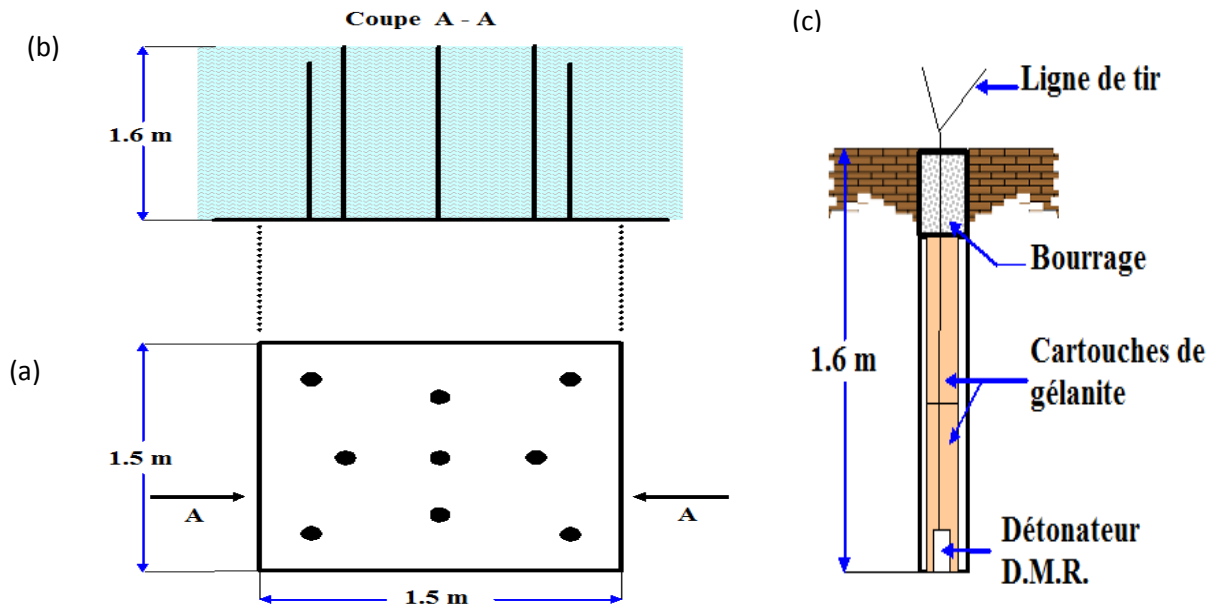 Coupe A - A
(b)
1.6 m
(a)
1.5 m
A
A
1.5 m
(c)
Ligne de tir
Bourrage
1.6 m
Cartouches de
gélanite
Détonateur
D.M.R.